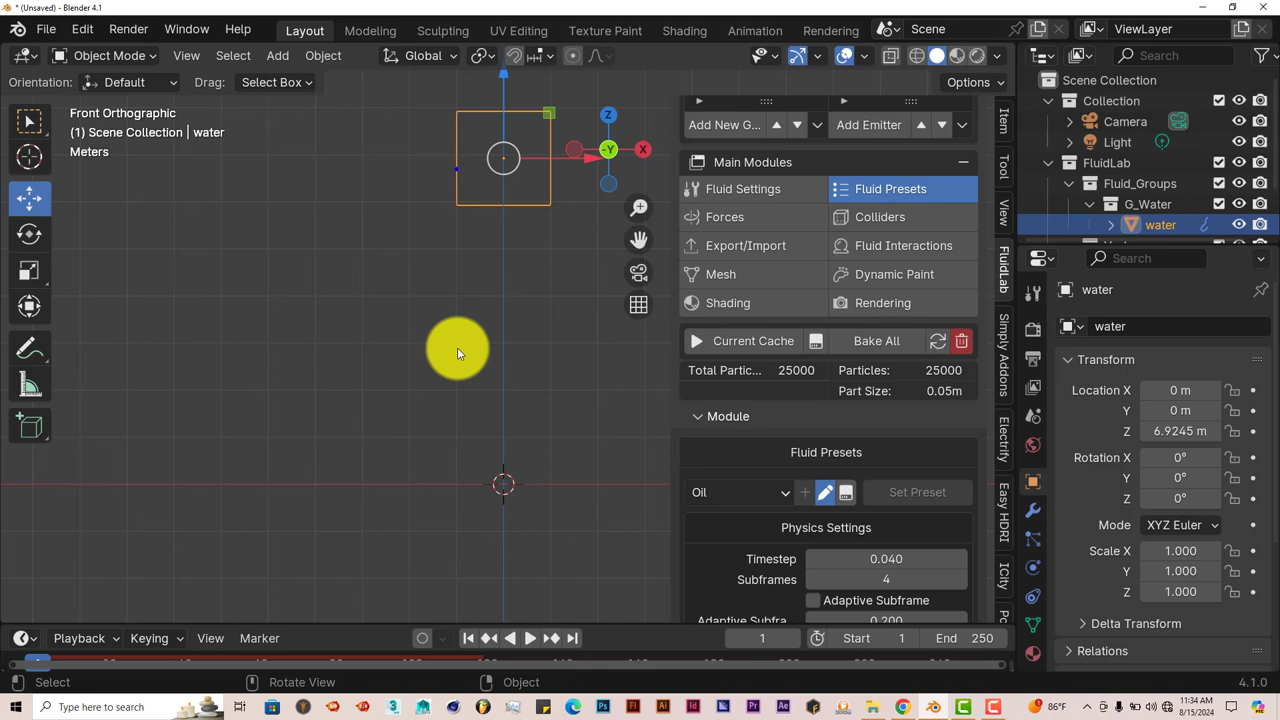 * (Unsaved) - Blender 4.1
File Edit Render Window Help Layout Modeling Sculpting UV Editing Texture Paint Shading Animation Rendering Scene ViewLayer
Object Mode View Select Add Object Global Search
Orientation: Default Drag: Select Box Options
Front Orthographic
(1) Scene Collection | water
Meters
Z
X
-Y
Add New G... Add Emitter
Main Modules
Fluid Settings Fluid Presets
Forces Colliders
Export/Import Fluid Interactions
Mesh Dynamic Paint
Shading Rendering
Current Cache Bake All
Total Partic... 25000 Particles: 25000
Part Size: 0.05m
Module
Fluid Presets
Oil Set Preset
Physics Settings
Timestep 0.040
Subframes 4
Adaptive Subframe
Adaptive Subfra... 0.200
Item
Tool
View
FluidLab
Simply Addons
Electrify
Easy HDRI
ICity
Scene Collection
Collection
Camera
Light
FluidLab
Fluid_Groups
G_Water
water
Search
water
water
Transform
Location X 0 m
Y 0 m
Z 6.9245 m
Rotation X 0°
Y 0°
Z 0°
Mode XYZ Euler
Scale X 1.000
Y 1.000
Z 1.000
Delta Transform
Relations
Playback Keying View Marker 1 Start 1 End 250
Select Rotate View Object 4.1.0
Type here to search 86°F 11:34 AM
8/15/2024